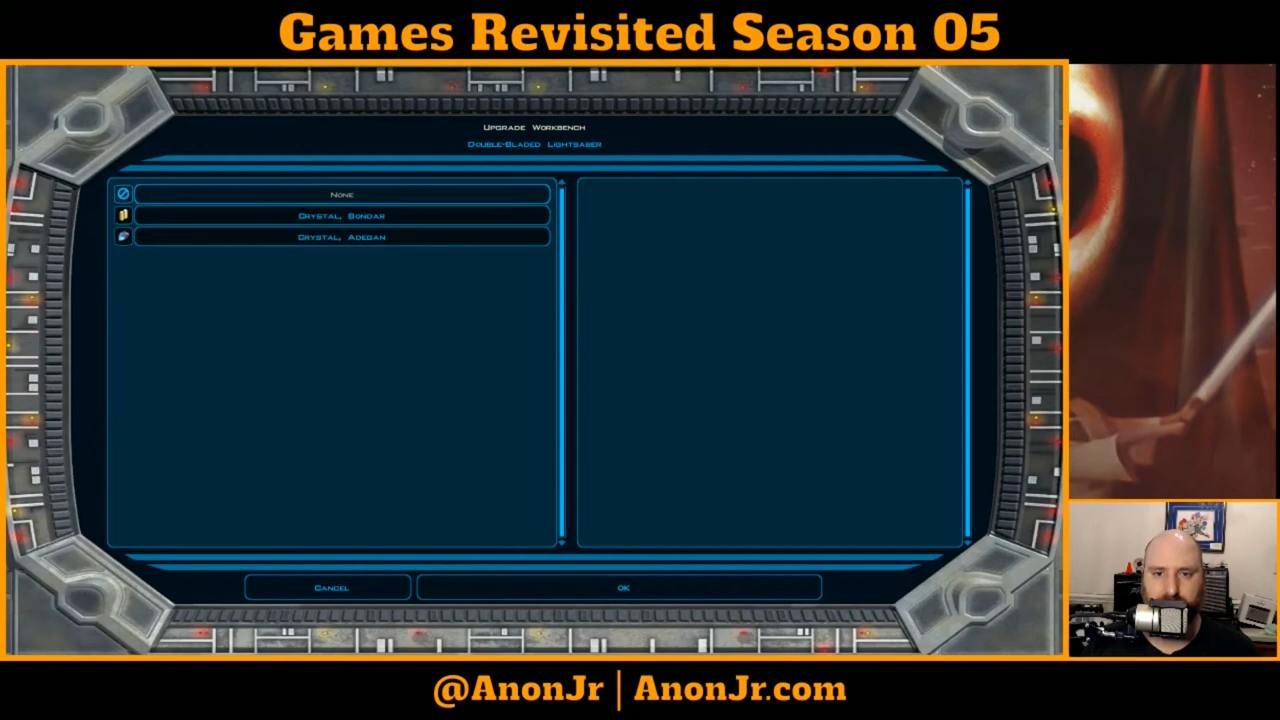 Games Revisited Season 05
Upgrade Workbench
Double-Bladed Lightsaber
None
Crystal, Bondar
Crystal, Adegan
Cancel
OK
@AnonJr | AnonJr.com